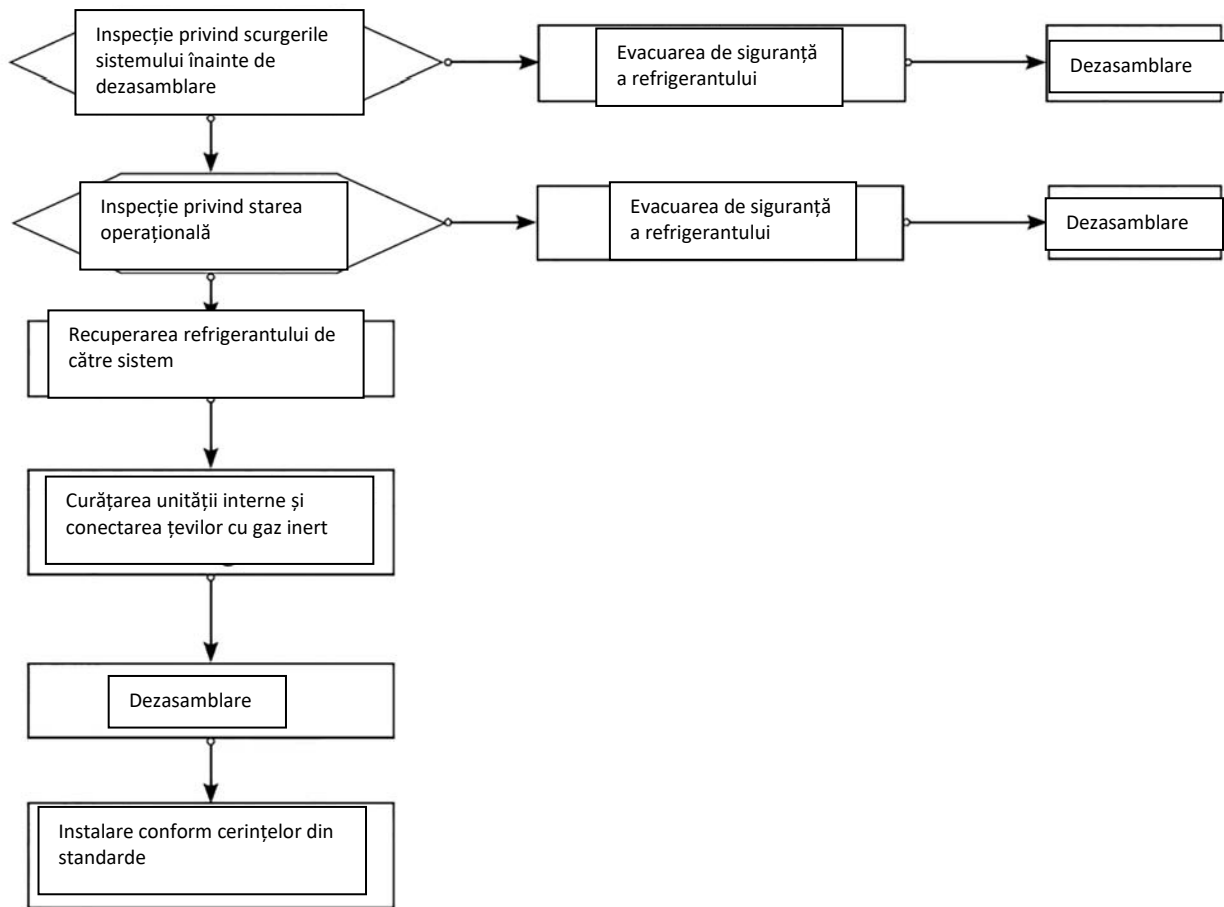 Inspecție privind scurgerile
sistemului înainte de
dezasamblare
Evacuarea de siguranță
a refrigerantului
Dezasamblare
Inspecție privind starea
operațională
Evacuarea de siguranță
a refrigerantului
Dezasamblare
Recuperarea refrigerantului de
către sistem
Curățarea unității interne și
conectarea țevilor cu gaz inert
Dezasamblare
Instalare conform cerințelor din
standarde